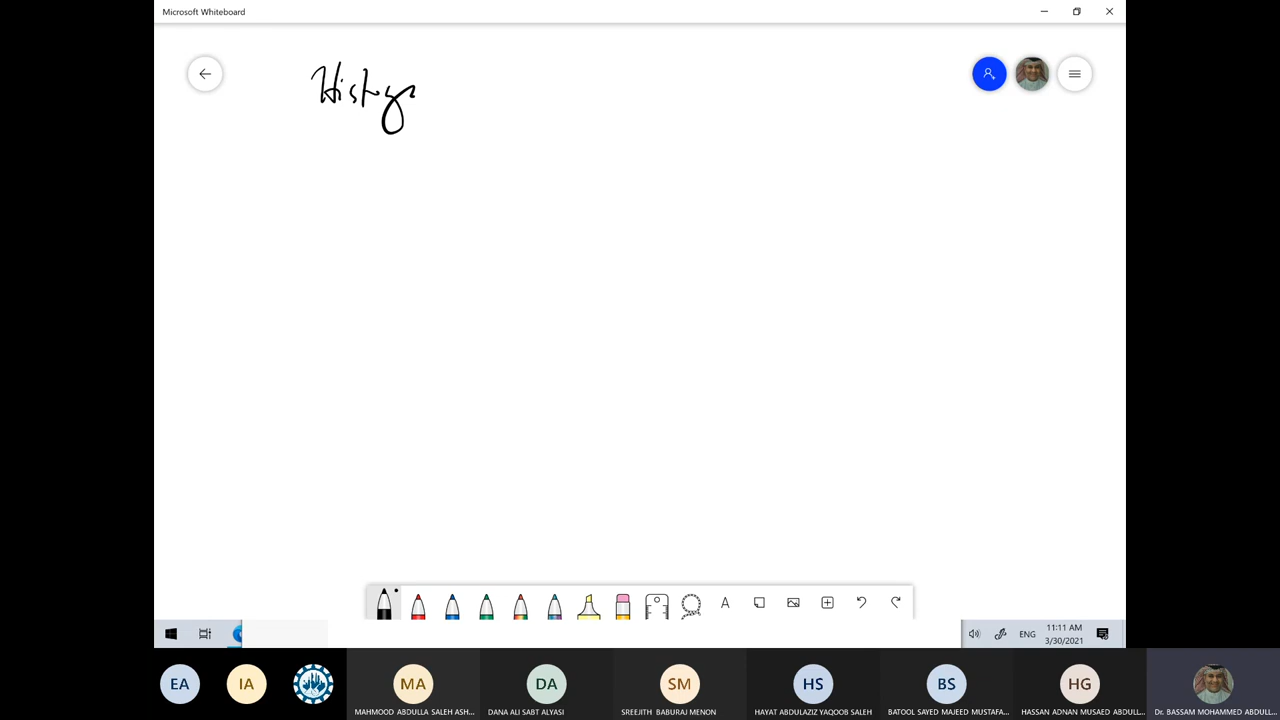 Microsoft Whiteboard
Histogr
A
ENG
11:11 AM
3/30/2021
EA
IA
MA
DA
SM
HS
BS
HG
MAHMOOD ABDULLA SALEH ASH...
DANA ALI SABT ALYASI
SREEJITH BABURAJ MENON
HAYAT ABDULAZIZ YAQOOB SALEH
BATOOL SAYED MAJEED MUSTAFA...
HASSAN ADNAN MUSAED ABDULL...
Dr. BASSAM MOHAMMED ABDULL...